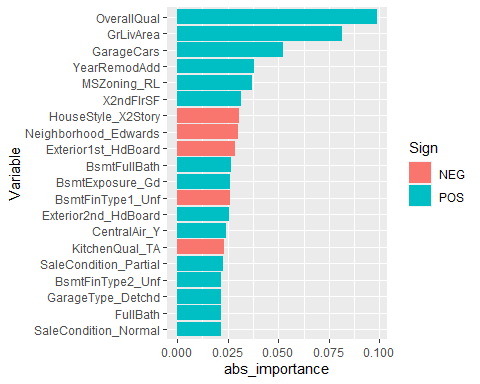 OverallQual
GrLivArea
GarageCars
YearRemodAdd
MSZoning_RL
X2ndFlrSF
HouseStyle_X2Story
Neighborhood_Edwards
Exterior1st_HdBoard
BsmtFullBath
BsmtExposure_Gd
BsmtFinType1_Unf
Exterior2nd_HdBoard
CentralAir_Y
KitchenQual_TA
SaleCondition_Partial
BsmtFinType2_Unf
GarageType_Detchd
FullBath
SaleCondition_Normal
Variable
0.000 0.025 0.050 0.075 0.100
abs_importance
Sign
NEG
POS